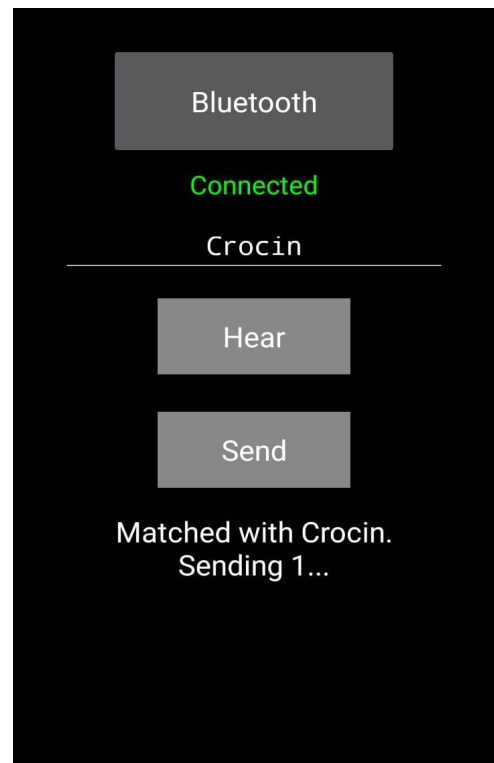 Bluetooth
Connected
Crocin
Hear
Send
Matched with Crocin.
Sending 1...